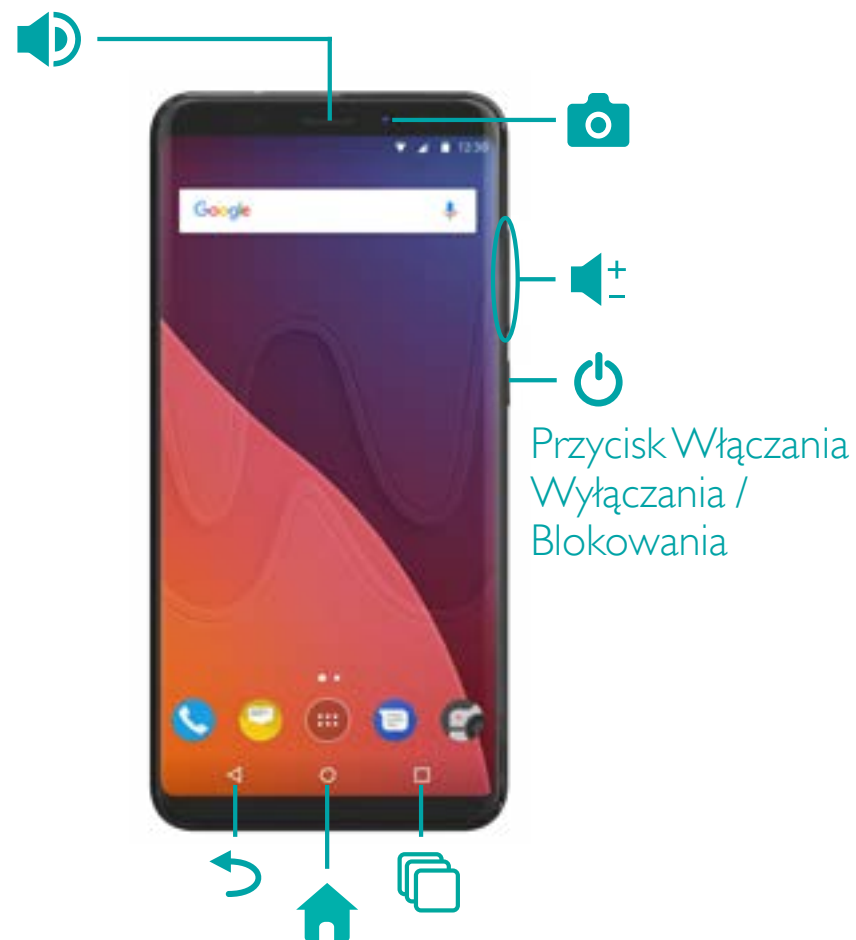 12:30
Google
+
−
Przycisk Włączania
Wyłączania /
Blokowania